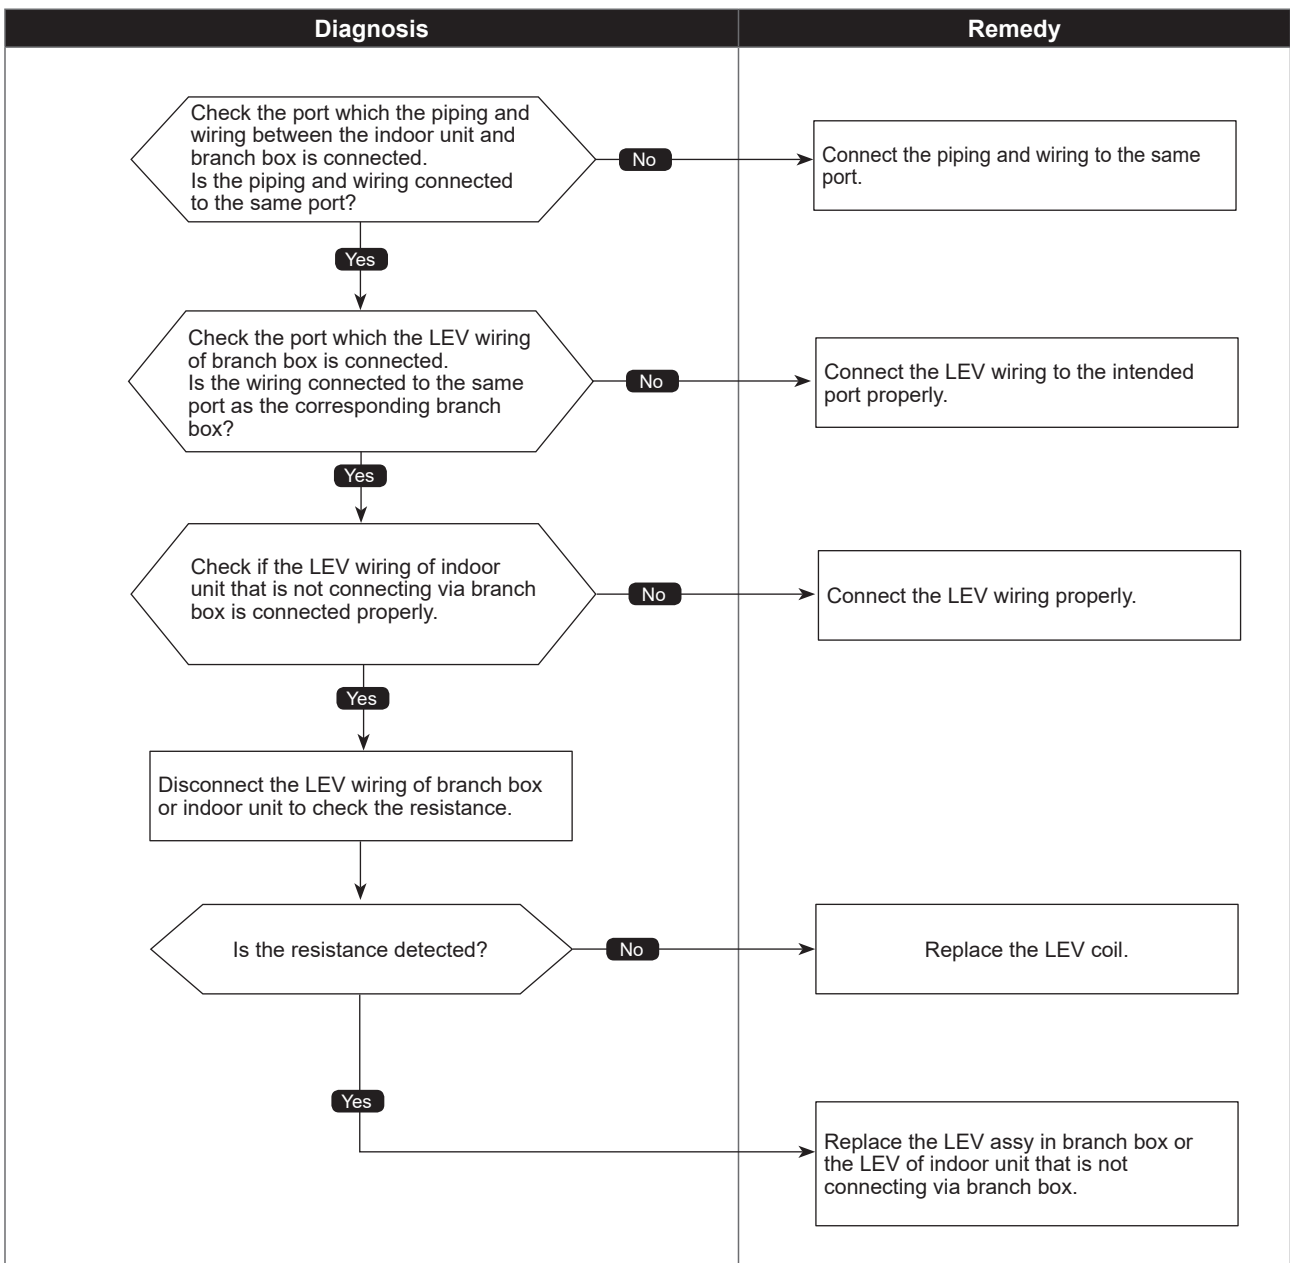 Diagnosis
Remedy
Check the port which the piping and
wiring between the indoor unit and
branch box is connected.
Is the piping and wiring connected
to the same port?
No
Connect the piping and wiring to the same
port.
Yes
Check the port which the LEV wiring
of branch box is connected.
Is the wiring connected to the same
port as the corresponding branch
box?
No
Connect the LEV wiring to the intended
port properly.
Yes
Check if the LEV wiring of indoor
unit that is not connecting via branch
box is connected properly.
No
Connect the LEV wiring properly.
Yes
Disconnect the LEV wiring of branch box
or indoor unit to check the resistance.
Is the resistance detected?
No
Replace the LEV coil.
Yes
Replace the LEV assy in branch box or
the LEV of indoor unit that is not
connecting via branch box.